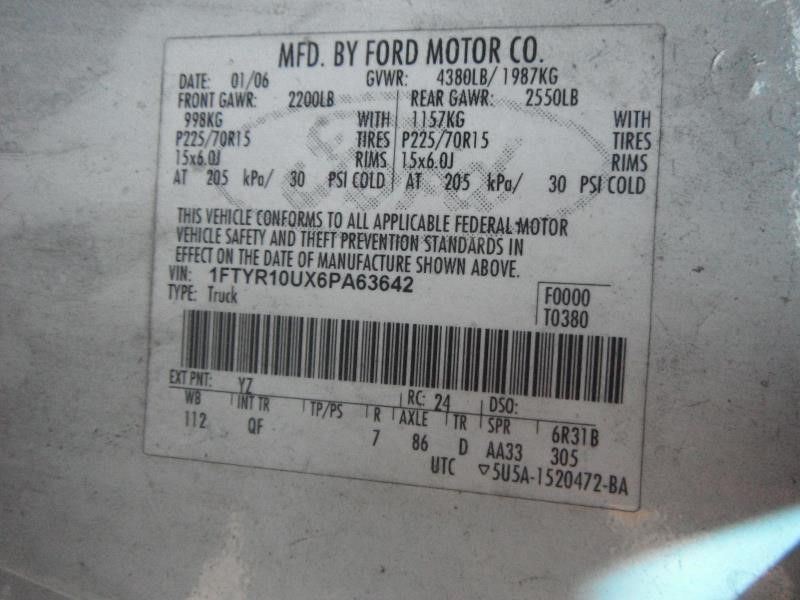 MFD. BY FORD MOTOR CO.
DATE: 01/06 GVWR: 4380LB/1987KG
FRONT GAWR: 2200LB REAR GAWR: 2550LB
998KG WITH 1157KG WITH
P225/70R15 TIRES P225/70R15 TIRES
15x6.0J RIMS 15x6.0J RIMS
AT 205 kPa/ 30 PSI COLD AT 205 kPa/ 30 PSI COLD
THIS VEHICLE CONFORMS TO ALL APPLICABLE FEDERAL MOTOR
VEHICLE SAFETY AND THEFT PREVENTION STANDARDS IN
EFFECT ON THE DATE OF MANUFACTURE SHOWN ABOVE.
VIN: 1FTYR10UX6PA63642
TYPE: Truck
F0000
T0380
EXT PNT: YZ RC: 24 DSO:
WB INT TR TP/PS R AXLE TR SPR 6R31B
112 QF 7 86 D AA33 305
UTC ▽5U5A-1520472-BA